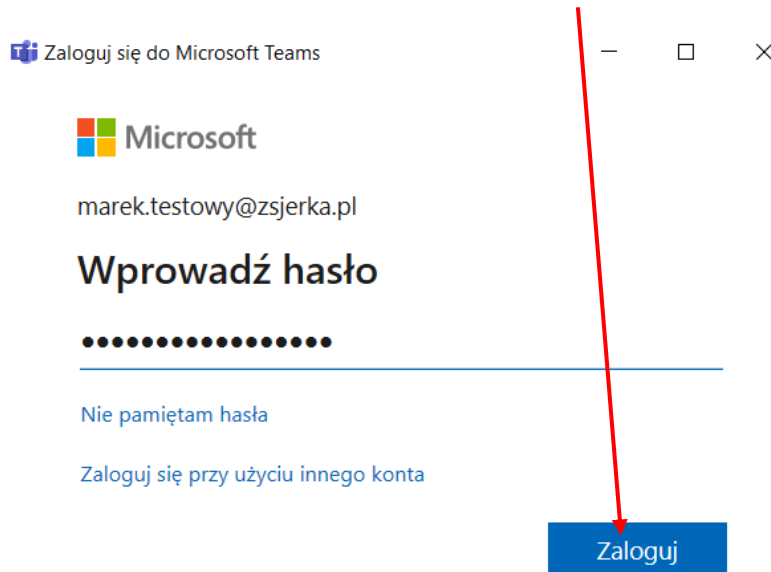 Zaloguj się do Microsoft Teams
Microsoft
marek.testowy@zsjerka.pl
Wprowadź hasło
•••••••••••••••••
Nie pamiętam hasła
Zaloguj się przy użyciu innego konta
Zaloguj